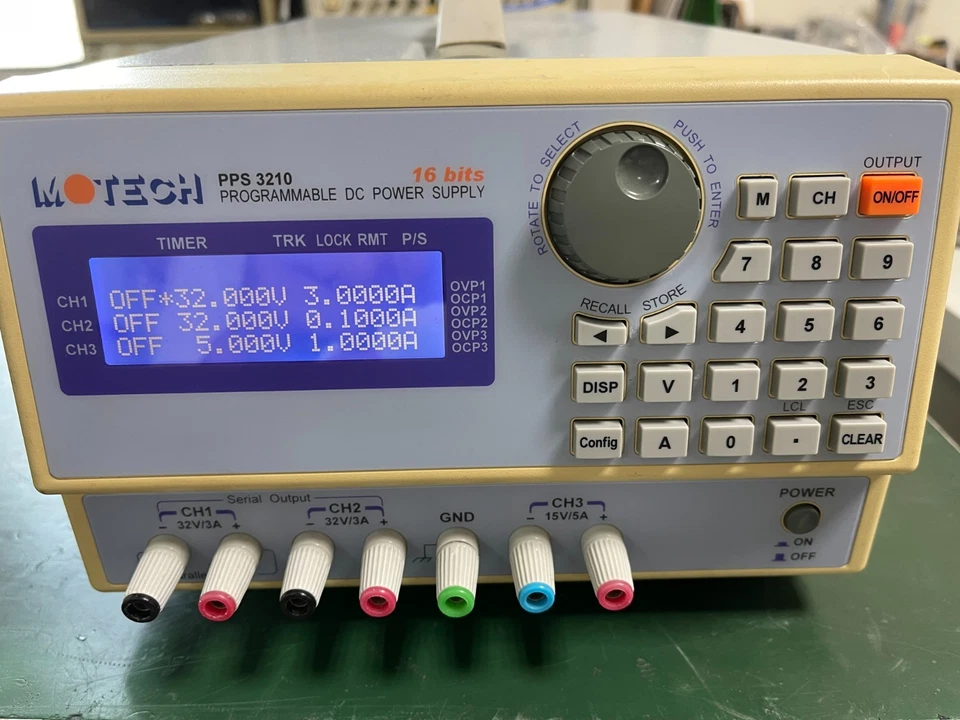 MOTECH PPS 3210 16 bits
PROGRAMMABLE DC POWER SUPPLY
TIMER TRK LOCK RMT P/S
CH1 OFF*32.000V 3.0000A OVP1
OCP1
CH2 OFF 32.000V 0.1000A OVP2
OCP2
CH3 OFF 5.000V 1.0000A OVP3
OCP3
ROTATE TO SELECT
PUSH TO ENTER
OUTPUT
M CH ON/OFF
7 8 9
RECALL STORE
◀ ▶ 4 5 6
DISP V 1 2 3
LCL ESC
Config A 0 . CLEAR
Serial Output
CH1 CH2 GND CH3
- 32V/3A + - 32V/3A + - 15V/5A +
POWER
ON
OFF